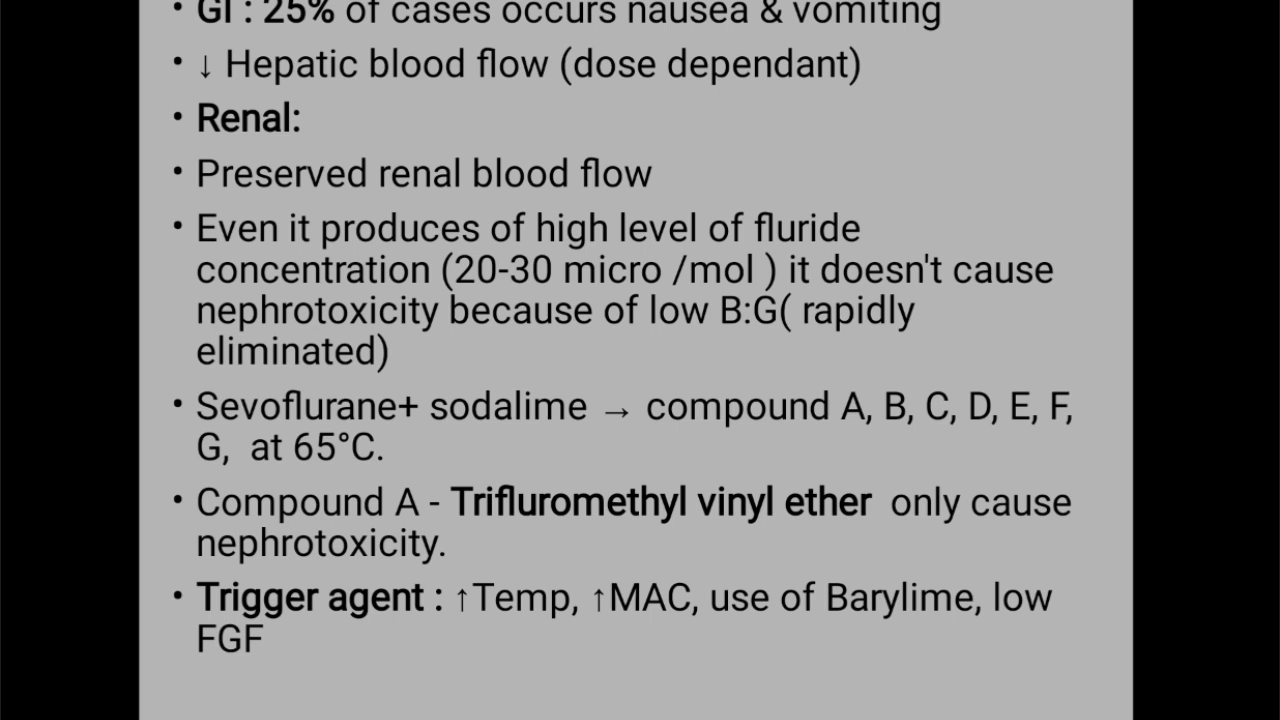 • GI : 25% of cases occurs nausea & vomiting
• ↓ Hepatic blood flow (dose dependant)
• Renal:
• Preserved renal blood flow
• Even it produces of high level of fluride
concentration (20-30 micro /mol ) it doesn't cause
nephrotoxicity because of low B:G( rapidly
eliminated)
• Sevoflurane+ sodalime → compound A, B, C, D, E, F,
G,  at 65°C.
• Compound A - Trifluromethyl vinyl ether  only cause
nephrotoxicity.
• Trigger agent : ↑Temp, ↑MAC, use of Barylime, low
FGF